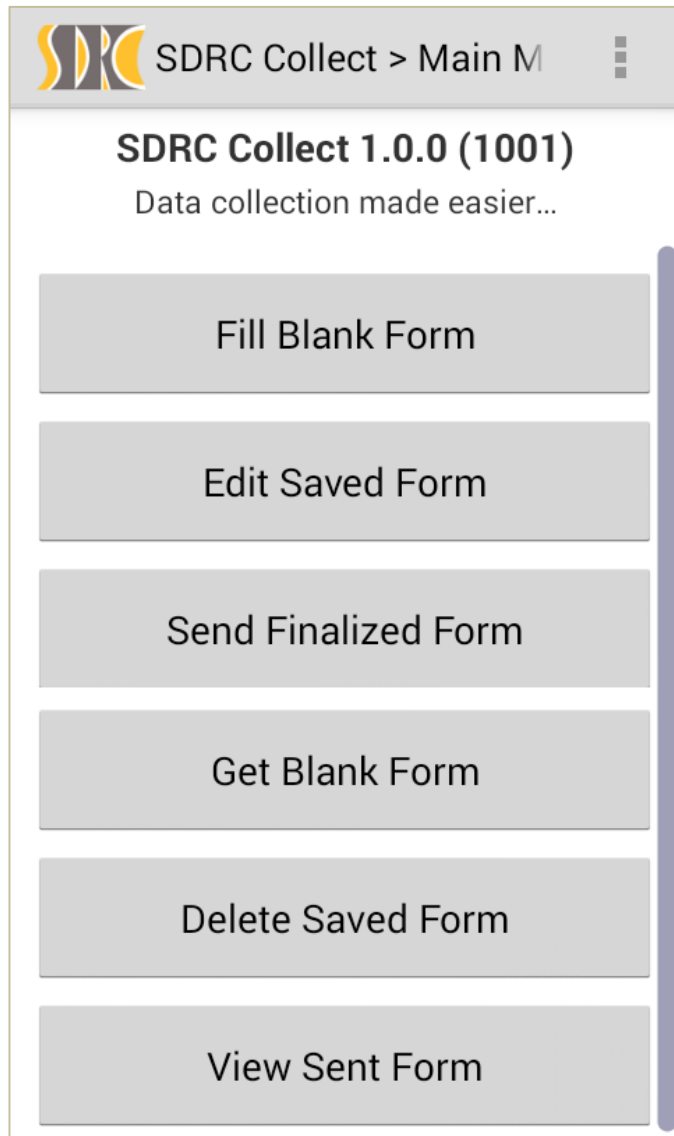 SDRC SDRC Collect > Main M
SDRC Collect 1.0.0 (1001)
Data collection made easier...
Fill Blank Form
Edit Saved Form
Send Finalized Form
Get Blank Form
Delete Saved Form
View Sent Form